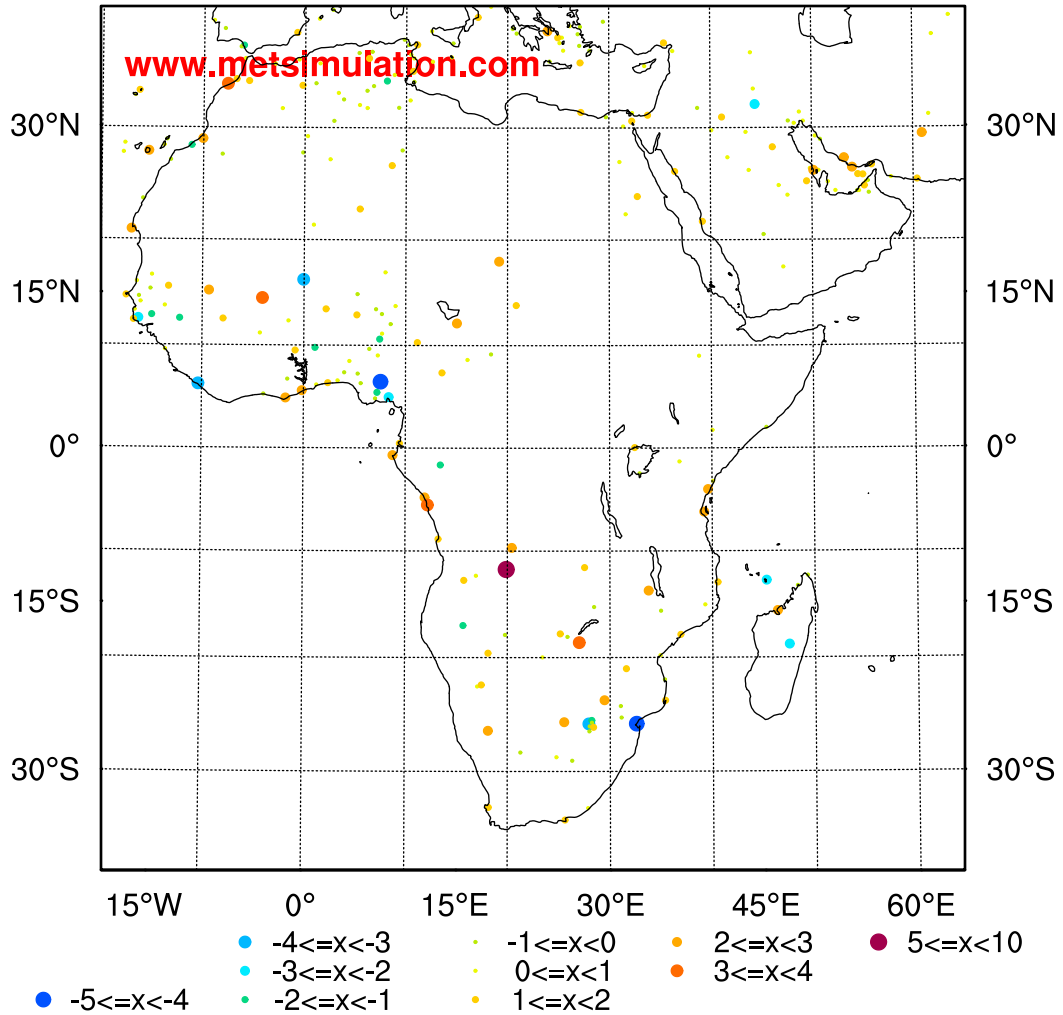 www.metsimulation.com
30°N 30°N
15°N 15°N
0° 0°
15°S 15°S
30°S 30°S
15°W 0° 15°E 30°E 45°E 60°E
-4<=x<-3 -1<=x<0 2<=x<3 5<=x<10
-3<=x<-2 0<=x<1 3<=x<4
-5<=x<-4 -2<=x<-1 1<=x<2